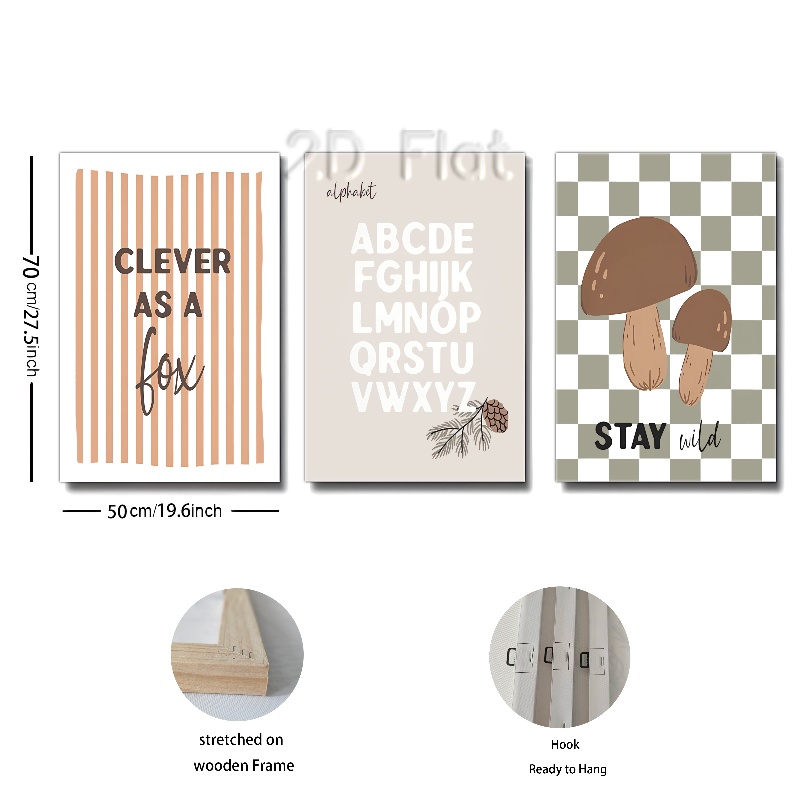 2D Flat
70 cm/27.5inch
CLEVER
AS A
fox
50cm/19.6inch
alphabet
ABCDE
FGHIJK
LMNÓP
QRSTU
VWXYZ
STAY wild
stretched on
wooden Frame
Hook
Ready to Hang